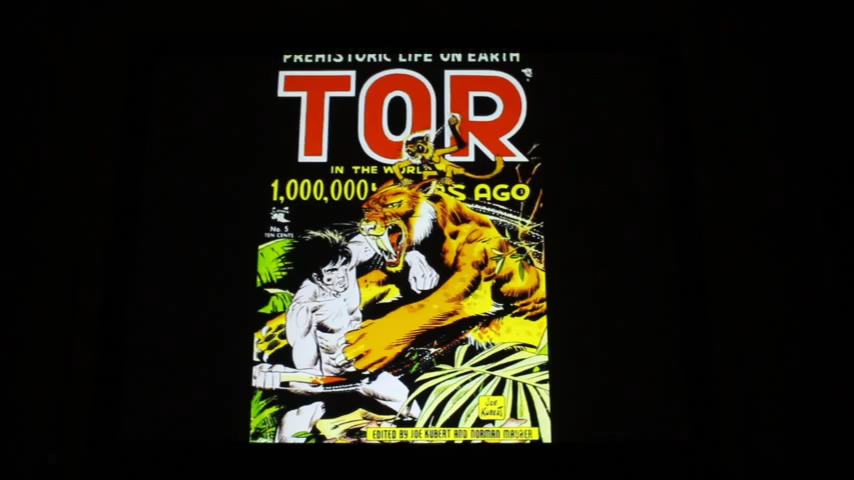 PREHISTORIC LIFE ON EARTH
TOR
IN THE
1,000,000 AGO
No. 5
TEN CENTS
JOE
KUBERT
EDITED BY JOE KUBERT AND NORMAN MAURER